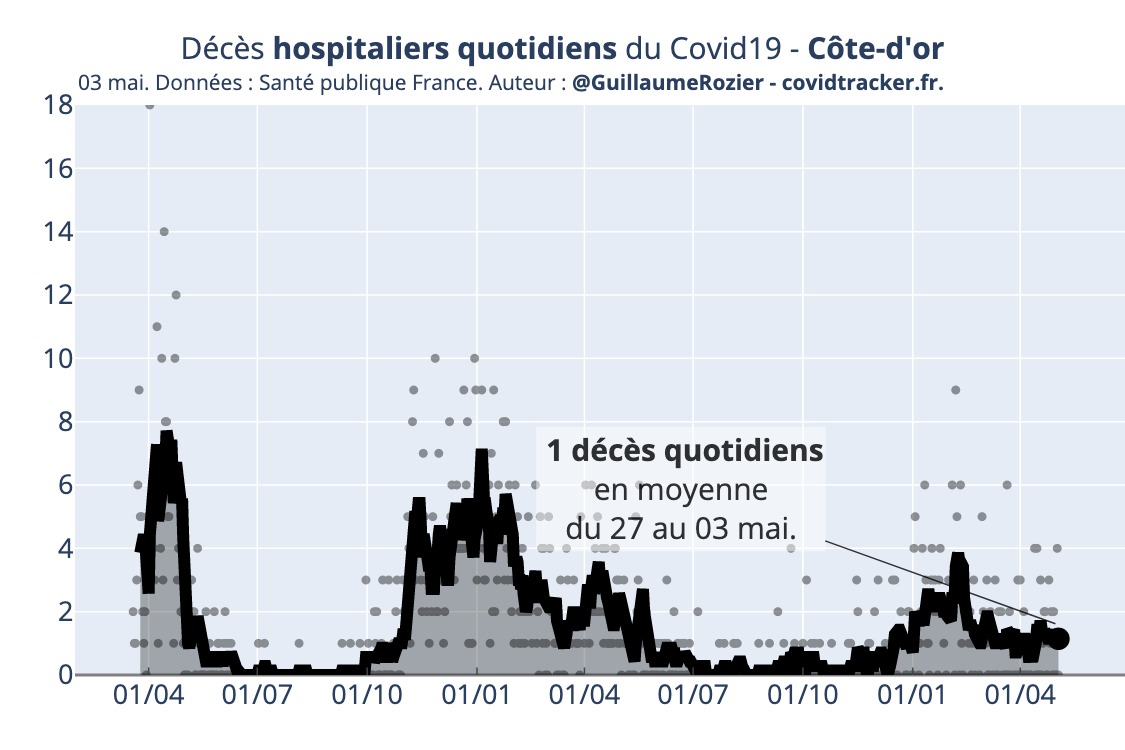 Décès hospitaliers quotidiens du Covid19 - Côte-d'or
03 mai. Données : Santé publique France. Auteur : @GuillaumeRozier - covidtracker.fr.
18
16
14
12
10
8
6
4
2
0
1 décès quotidiens
en moyenne
du 27 au 03 mai.
01/04 01/07 01/10 01/01 01/04 01/07 01/10 01/01 01/04